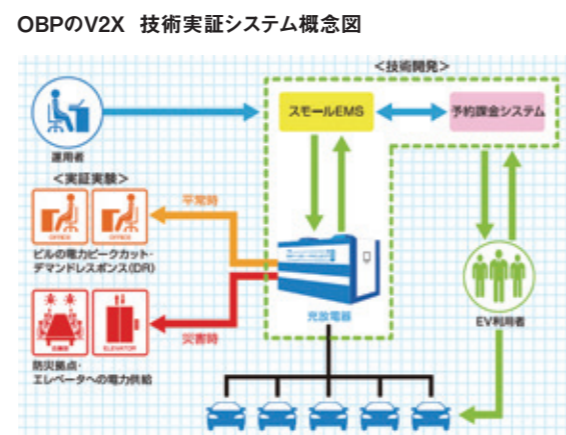 OBPのV2X 技術実証システム概念図
<技術開発>
スモールEMS
予約課金システム
運用者
<実証実験>
平常時
OFFICE
OFFICE
ビルの電力ピークカット・
デマンドレスポンス(DR)
充放電器
EV利用者
ELEVATOR
災害時
防災拠点・
エレベータへの電力供給